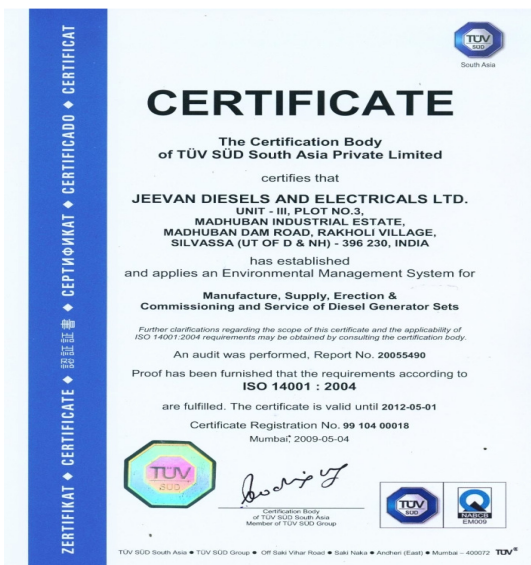 TÜV
SÜD
South Asia
CERTIFICATE
The Certification Body
of TÜV SÜD South Asia Private Limited
certifies that
JEEVAN DIESELS AND ELECTRICALS LTD.
UNIT - III, PLOT NO.3,
MADHUBAN INDUSTRIAL ESTATE,
MADHUBAN DAM ROAD, RAKHOLI VILLAGE,
SILVASSA (UT OF D & NH) - 396 230, INDIA
has established
and applies an Environmental Management System for
Manufacture, Supply, Erection &
Commissioning and Service of Diesel Generator Sets
Further clarifications regarding the scope of this certificate and the applicability of
ISO 14001:2004 requirements may be obtained by consulting the certification body.
An audit was performed, Report No. 20055490
Proof has been furnished that the requirements according to
ISO 14001 : 2004
are fulfilled. The certificate is valid until 2012-05-01
Certificate Registration No. 99 104 00018
Mumbai, 2009-05-04
TÜV
SÜD
Certification Body
of TÜV SÜD South Asia
Member of TÜV SÜD Group
TÜV
SÜD
NABCB
EM009
TÜV SÜD South Asia ● TÜV SÜD Group ● Off Saki Vihar Road ● Saki Naka ● Andheri (East) ● Mumbai – 400072 TÜV®
ZERTIFIKAT ◆ CERTIFICATE ◆ 認証証書 ◆ СЕРТИФИКАТ ◆ CERTIFICADO ◆ CERTIFICAT